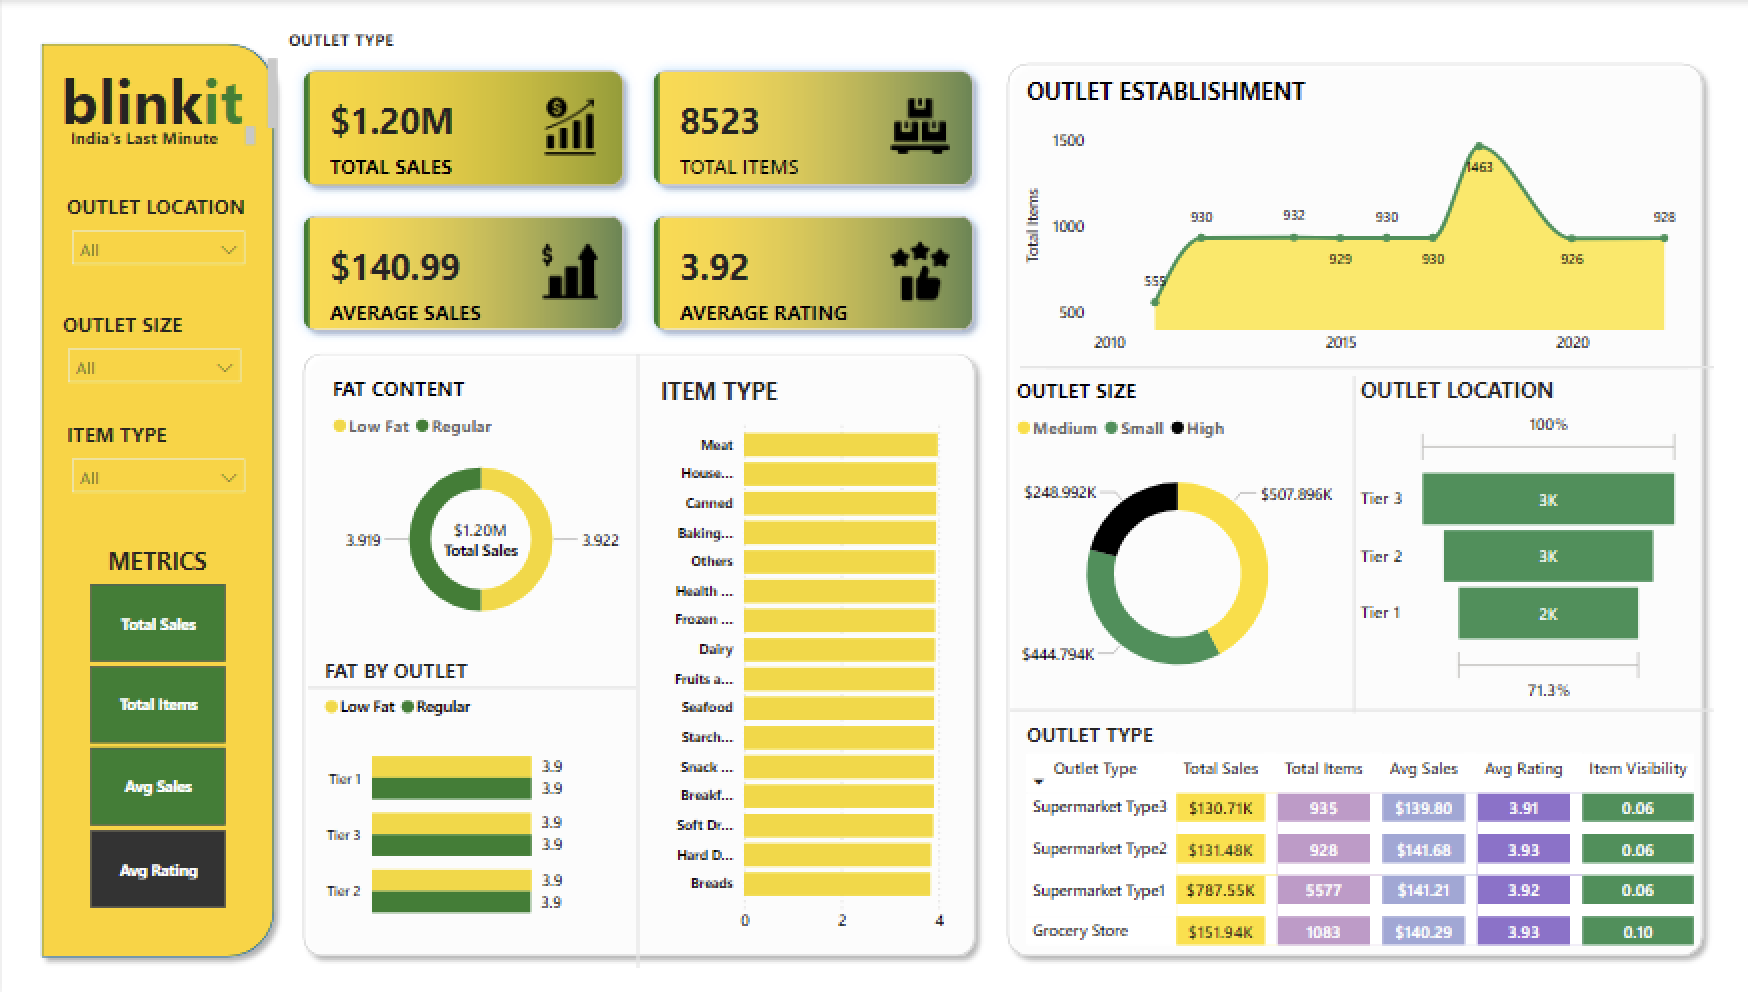 OUTLET TYPE
blinkit
India's Last Minute
OUTLET LOCATION
All
OUTLET SIZE
All
ITEM TYPE
All
METRICS
Total Sales
Total Items
Avg Sales
Avg Rating
$1.20M
TOTAL SALES
8523
TOTAL ITEMS
$140.99
AVERAGE SALES
3.92
AVERAGE RATING
FAT CONTENT
Low Fat Regular
3.919
$1.20M
Total Sales
3.922
FAT BY OUTLET
Low Fat Regular
Tier 1
3.9
3.9
Tier 3
3.9
3.9
Tier 2
3.9
3.9
ITEM TYPE
Meat
House...
Canned
Baking...
Others
Health ...
Frozen ...
Dairy
Fruits a...
Seafood
Starch...
Snack ...
Breakf...
Soft Dr...
Hard D...
Breads
0 2 4
OUTLET ESTABLISHMENT
Total Items
1500
1000
500
555
930
932
929
930
930
1463
926
928
2010 2015 2020
OUTLET SIZE
Medium Small High
$248.992K
$507.896K
$444.794K
OUTLET LOCATION
100%
Tier 3 3K
Tier 2 3K
Tier 1 2K
71.3%
OUTLET TYPE
Outlet Type Total Sales Total Items Avg Sales Avg Rating Item Visibility
Supermarket Type3 $130.71K 935 $139.80 3.91 0.06
Supermarket Type2 $131.48K 928 $141.68 3.93 0.06
Supermarket Type1 $787.55K 5577 $141.21 3.92 0.06
Grocery Store $151.94K 1083 $140.29 3.93 0.10